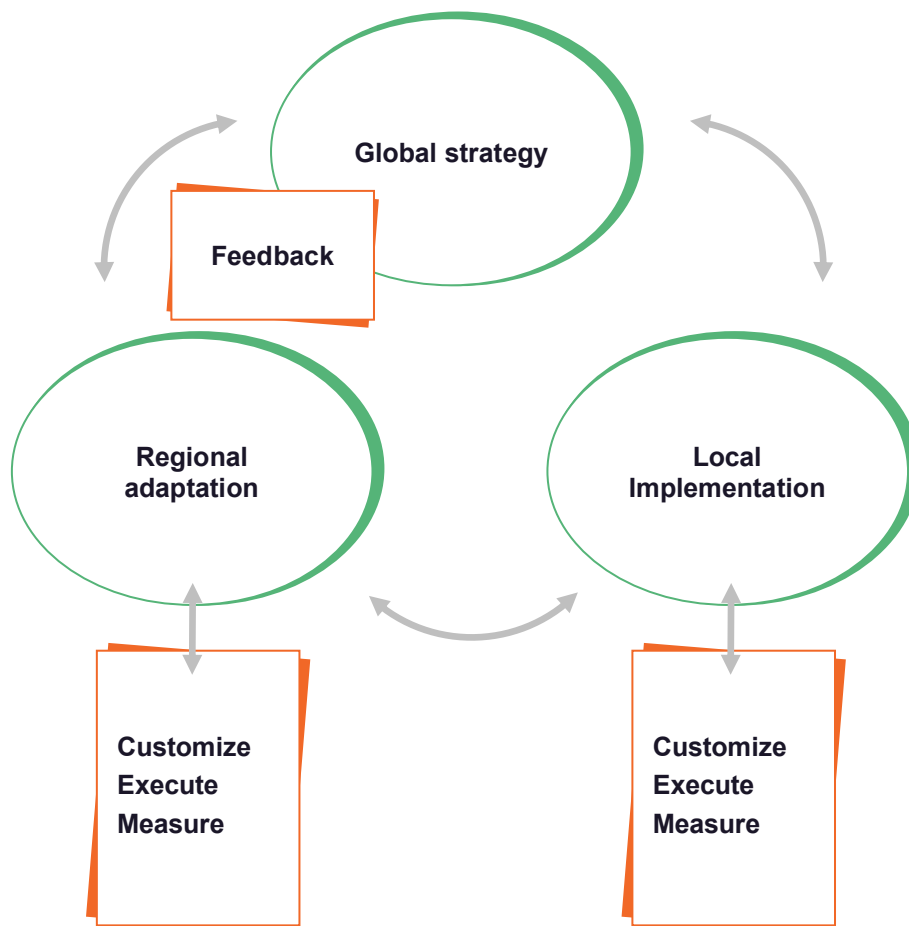 Global strategy
Feedback
Regional
adaptation
Local
Implementation
Customize
Execute
Measure
Customize
Execute
Measure